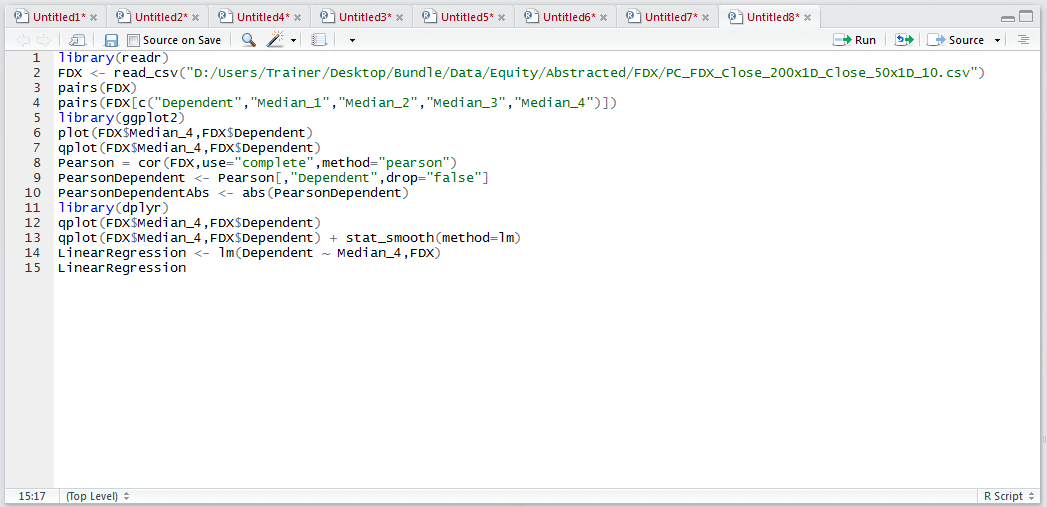 Untitled1* Untitled2* Untitled4* Untitled3* Untitled5* Untitled6* Untitled7* Untitled8*
Source on Save Run Source
1 library(readr)
2 FDX <- read_csv("D:/Users/Trainer/Desktop/Bundle/Data/Equity/Abstracted/FDX/PC_FDX_Close_200x1D_Close_50x1D_10.csv")
3 pairs(FDX)
4 pairs(FDX[c("Dependent","Median_1","Median_2","Median_3","Median_4")])
5 library(ggplot2)
6 plot(FDX$Median_4,FDX$Dependent)
7 qplot(FDX$Median_4,FDX$Dependent)
8 Pearson = cor(FDX,use="complete",method="pearson")
9 PearsonDependent <- Pearson[,"Dependent",drop="false"]
10 PearsonDependentAbs <- abs(PearsonDependent)
11 library(dplyr)
12 qplot(FDX$Median_4,FDX$Dependent)
13 qplot(FDX$Median_4,FDX$Dependent) + stat_smooth(method=lm)
14 LinearRegression <- lm(Dependent ~ Median_4,FDX)
15 LinearRegression
15:17 (Top Level) R Script